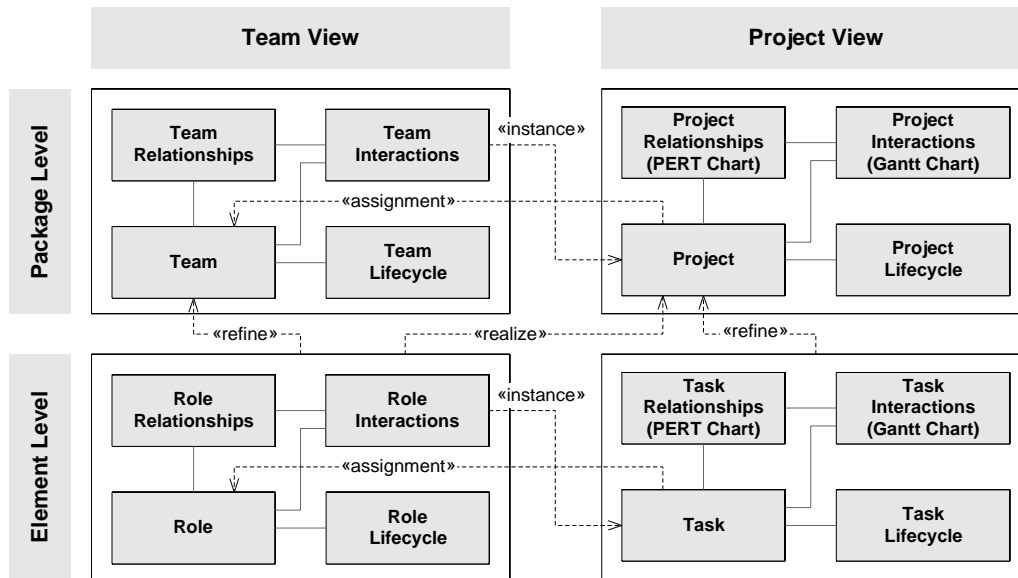 Team View
Project View
Package Level
Team
Relationships
Team
Interactions
«instance»
Project
Relationships
(PERT Chart)
Project
Interactions
(Gantt Chart)
«assignment»
Team
Team
Lifecycle
Project
Project
Lifecycle
«refine»
«realize»
«refine»
Element Level
Role
Relationships
Role
Interactions
«instance»
Task
Relationships
(PERT Chart)
Task
Interactions
(Gantt Chart)
«assignment»
Role
Role
Lifecycle
Task
Task
Lifecycle